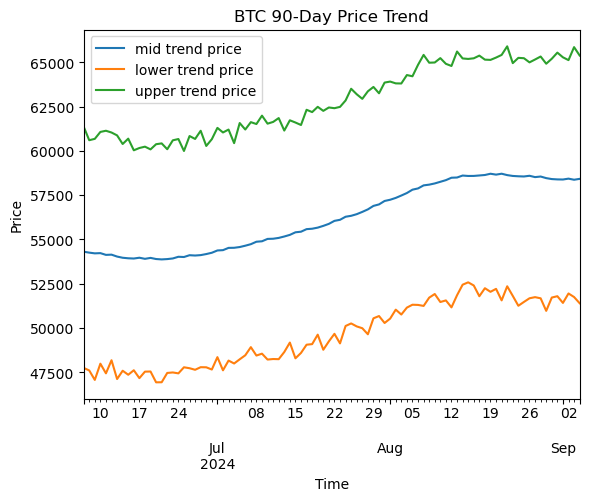 BTC 90-Day Price Trend
mid trend price
lower trend price
upper trend price
65000
62500
60000
57500
55000
52500
50000
47500
Price
10 17 24 08 15 22 29 05 12 19 26 02
Jul Aug Sep
2024
Time